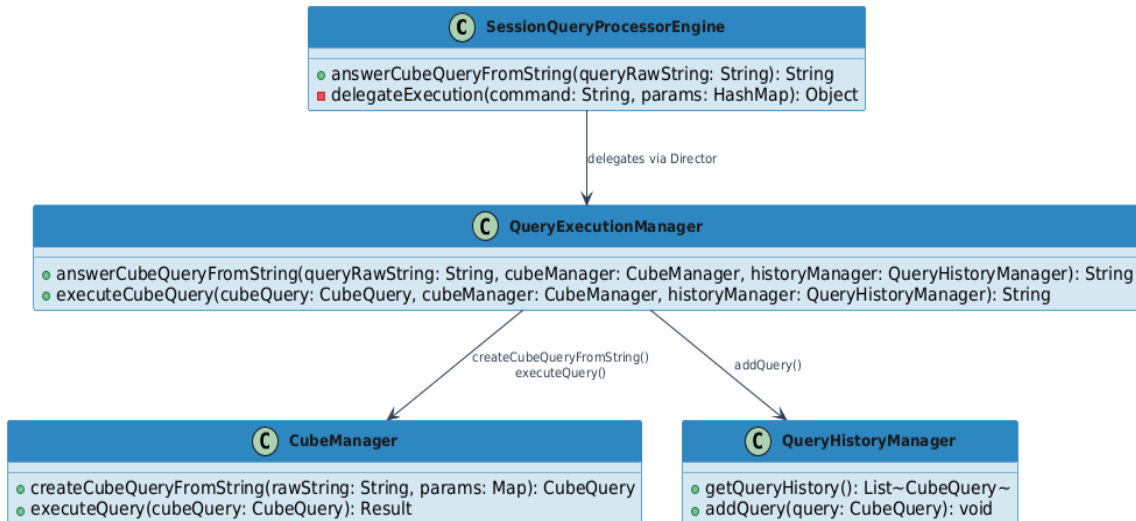 C SessionQueryProcessorEngine
answerCubeQueryFromString(queryRawString: String): String
delegateExecution(command: String, params: HashMap): Object
delegates via Director
C QueryExecutionManager
answerCubeQueryFromString(queryRawString: String, cubeManager: CubeManager, historyManager: QueryHistoryManager): String
executeCubeQuery(cubeQuery: CubeQuery, cubeManager: CubeManager, historyManager: QueryHistoryManager): String
createCubeQueryFromString()
executeQuery()
addQuery()
C CubeManager
createCubeQueryFromString(rawString: String, params: Map): CubeQuery
executeQuery(cubeQuery: CubeQuery): Result
C QueryHistoryManager
getQueryHistory(): List~CubeQuery~
addQuery(query: CubeQuery): void